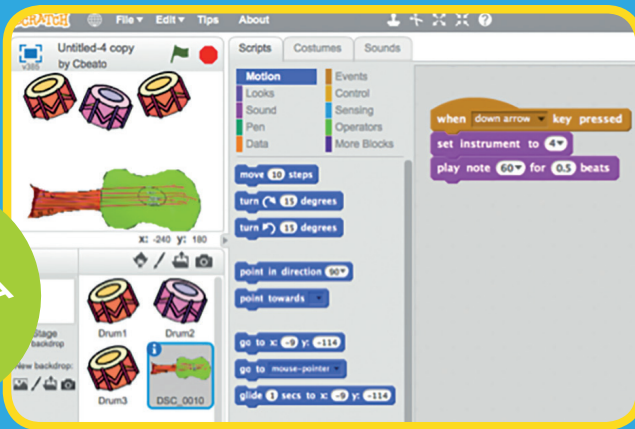 SCRATCH File Edit Tips About
Untitled-4 copy
by Cbeato
v385
x: -240 y: 180
Stage
backdrop
New backdrop:
Drum1 Drum2
Drum3 DSC_0010
Scripts Costumes Sounds
Motion Events
Looks Control
Sound Sensing
Pen Operators
Data More Blocks
move 10 steps
turn 15 degrees
turn 15 degrees
point in direction 90
point towards
go to x: -9 y: -114
go to mouse-pointer
glide 1 secs to x: -9 y: -114
when down arrow key pressed
set instrument to 4
play note 60 for 0.5 beats